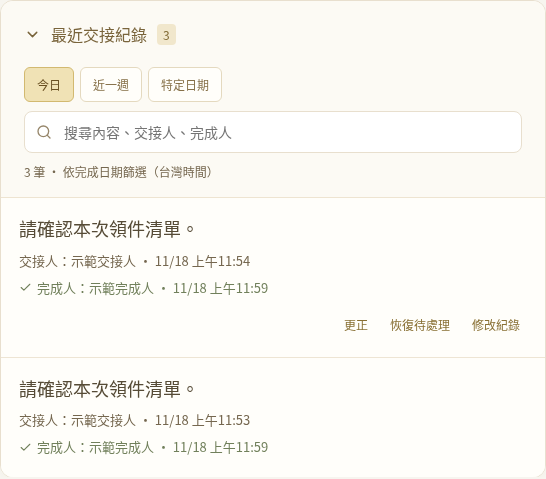 最近交接紀錄 3
今日 近一週 特定日期
搜尋內容、交接人、完成人
3 筆 · 依完成日期篩選（台灣時間）
請確認本次領件清單。
交接人：示範交接人 · 11/18 上午11:54
✓ 完成人：示範完成人 · 11/18 上午11:59
更正 恢復待處理 修改紀錄
請確認本次領件清單。
交接人：示範交接人 · 11/18 上午11:53
✓ 完成人：示範完成人 · 11/18 上午11:59